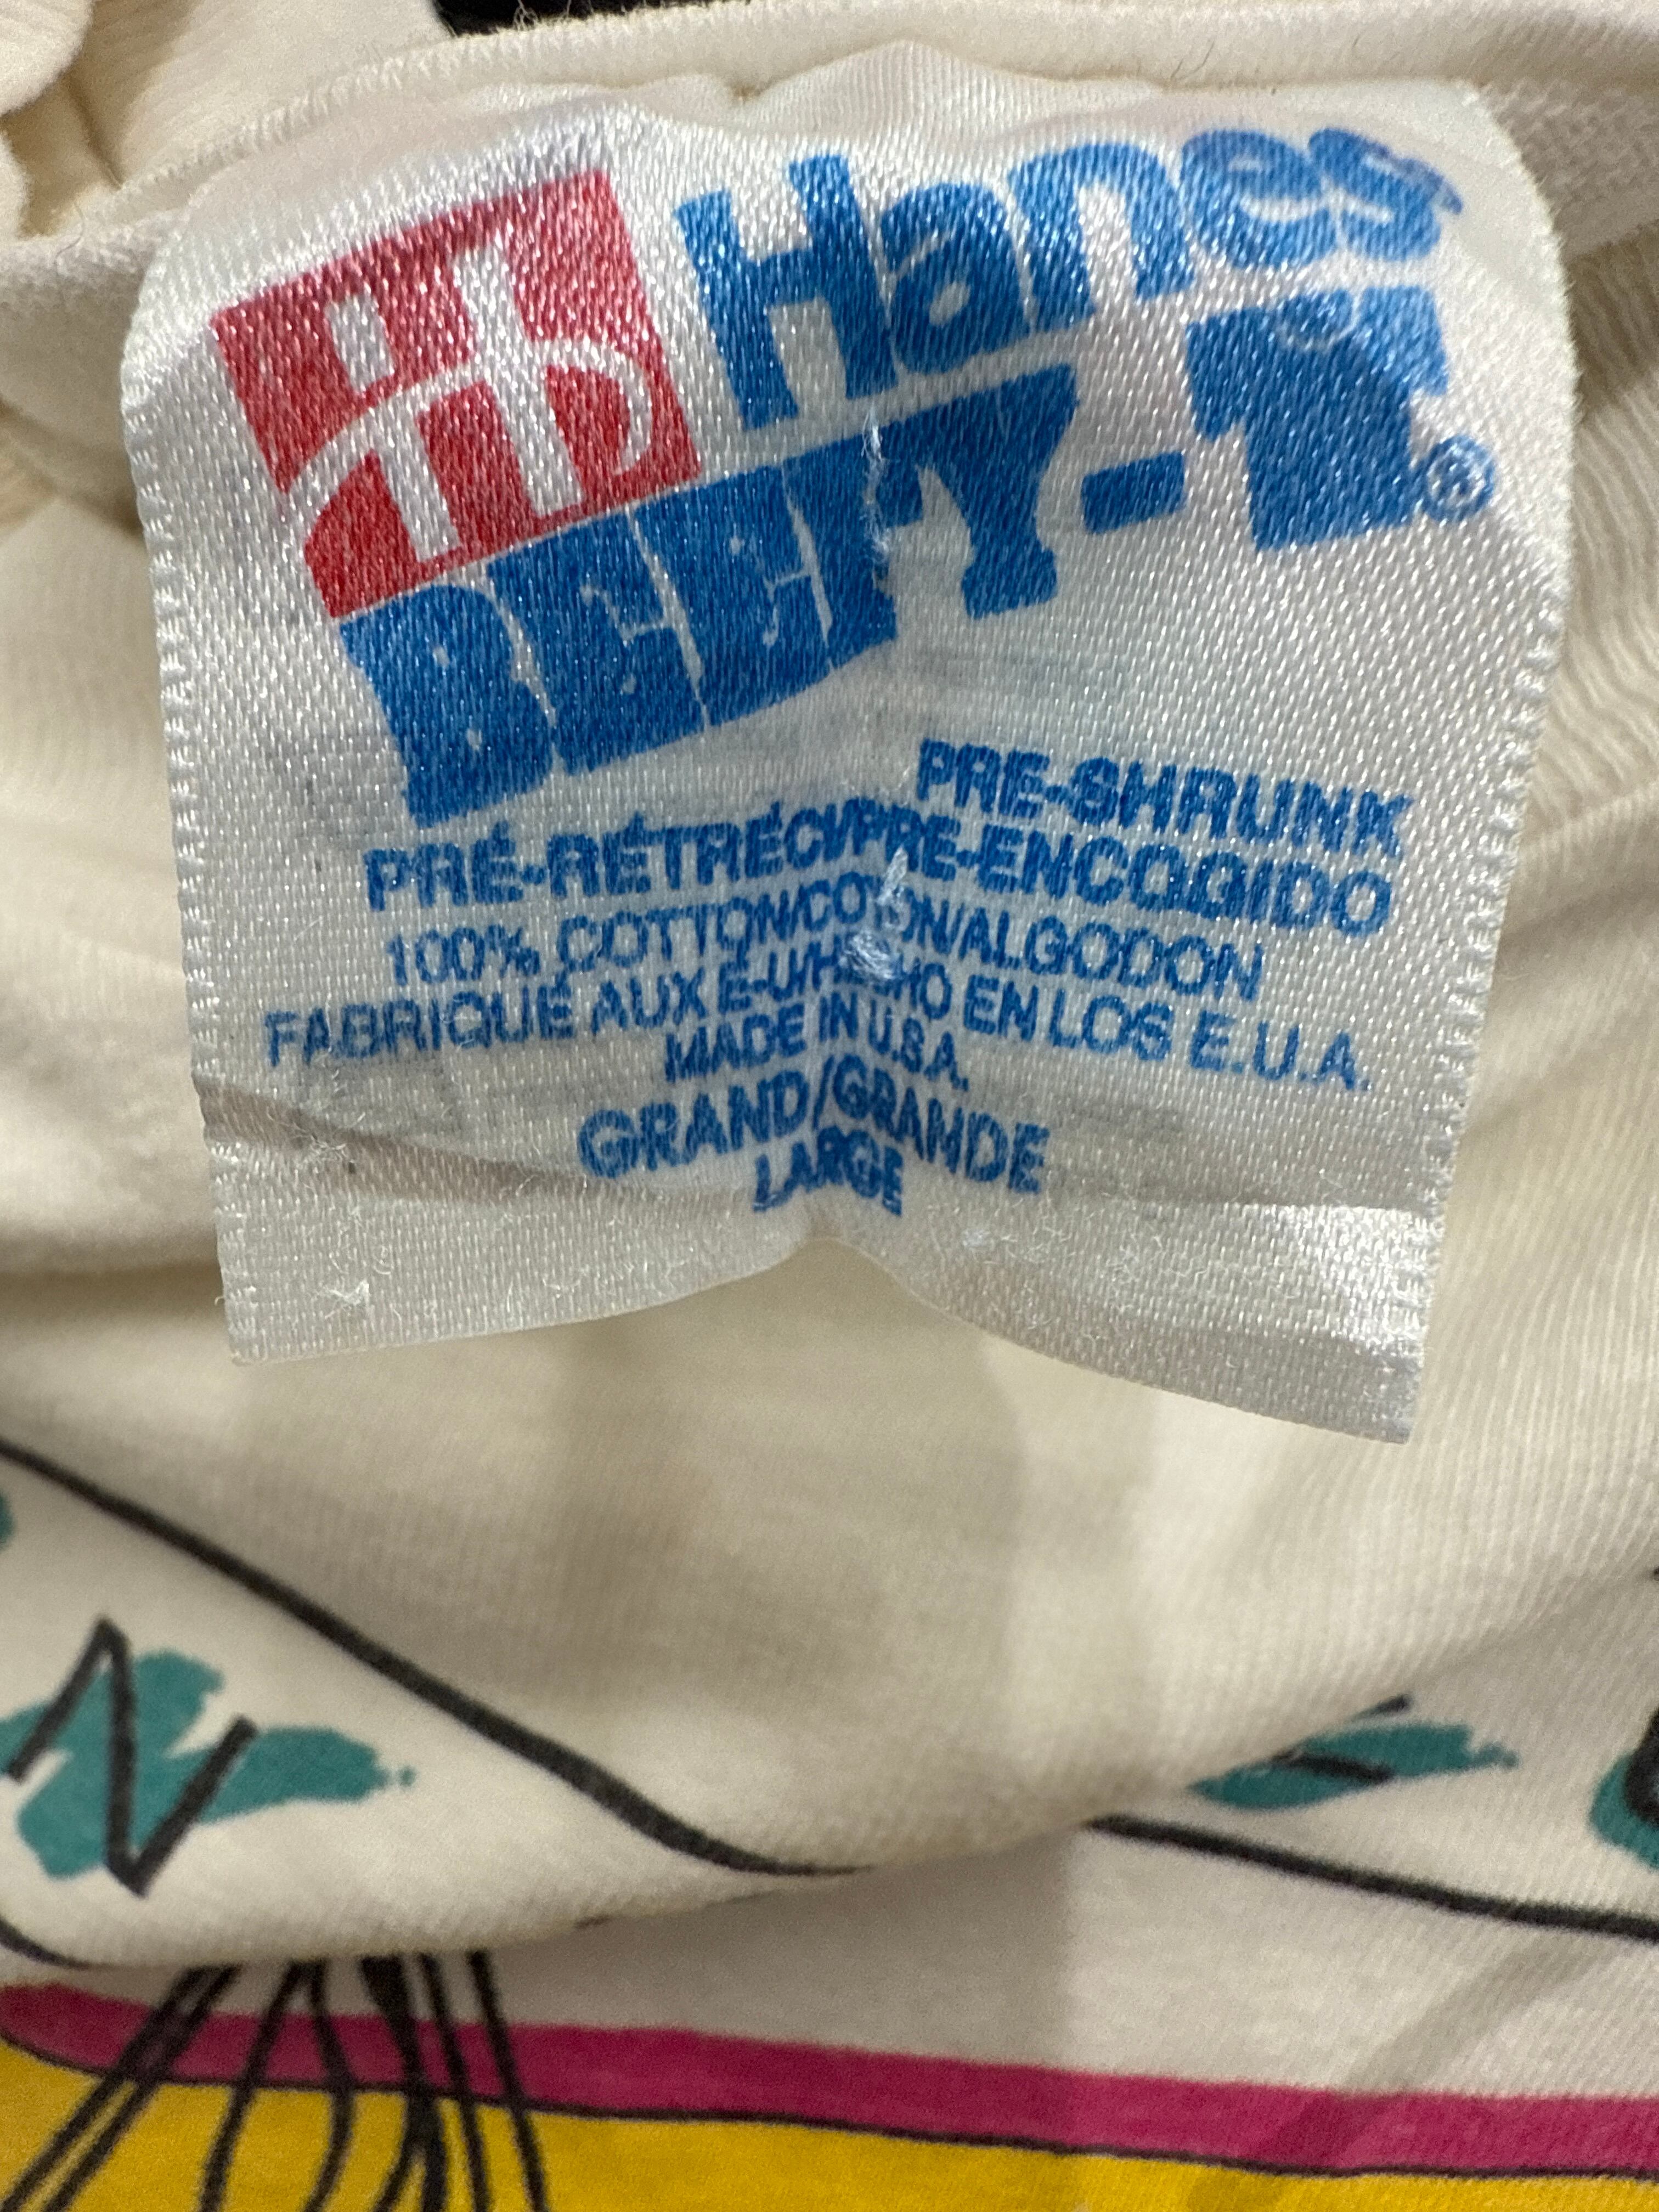 Hanes
BEEFY-T®
PRE-SHRUNK
PRÉ-RÉTRÉCI/PRE-ENCOGIDO
100% COTTON/COTON/ALGODON
FABRIQUÉ AUX É-U/HECHO EN LOS E.U.A.
MADE IN U.S.A.
GRAND/GRANDE
LARGE
N